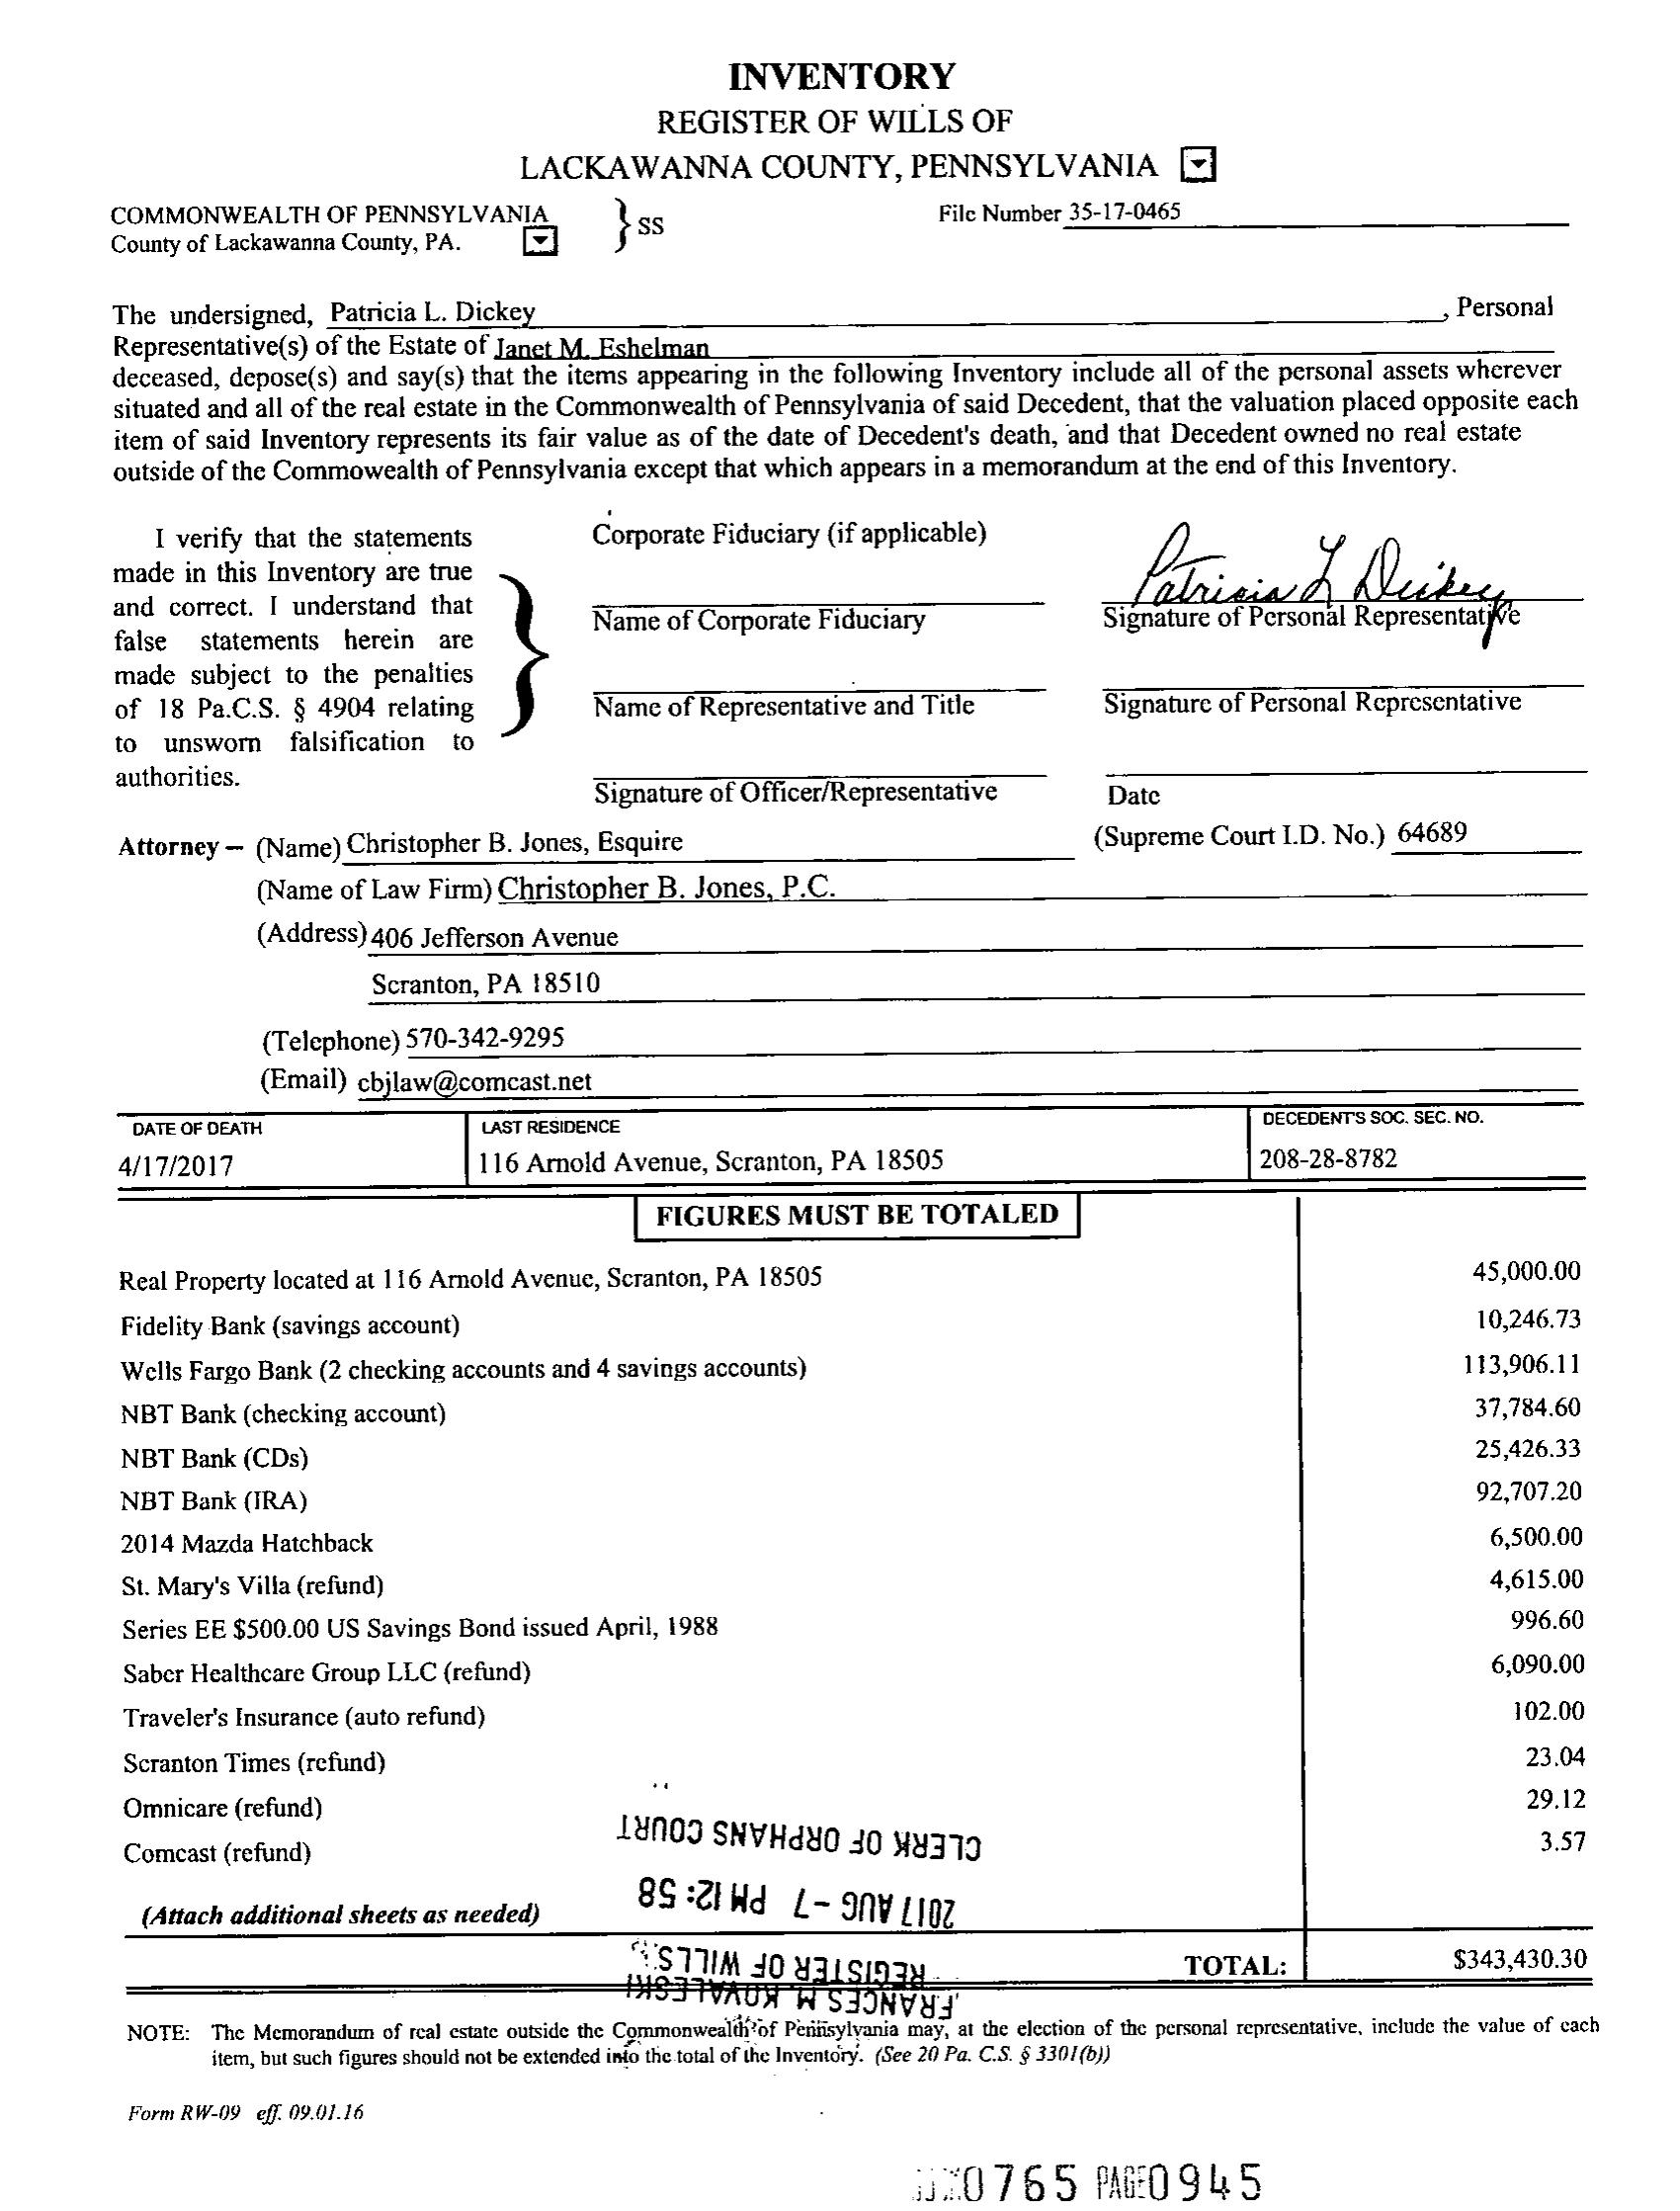 INVENTORY
REGISTER OF WILLS OF
LACKAWANNA COUNTY, PENNSYLVANIA
COMMONWEALTH OF PENNSYLVANIA } SS File Number 35-17-0465
County of Lackawanna County, PA.
The undersigned, Patricia L. Dickey, Personal
Representative(s) of the Estate of Janet M. Eshelman
deceased, depose(s) and say(s) that the items appearing in the following Inventory include all of the personal assets wherever
situated and all of the real estate in the Commonwealth of Pennsylvania of said Decedent, that the valuation placed opposite each
item of said Inventory represents its fair value as of the date of Decedent's death, and that Decedent owned no real estate
outside of the Commowealth of Pennsylvania except that which appears in a memorandum at the end of this Inventory.
I verify that the statements
made in this Inventory are true
and correct. I understand that
false statements herein are
made subject to the penalties
of 18 Pa.C.S. § 4904 relating
to unsworn falsification to
authorities.
Corporate Fiduciary (if applicable)
Name of Corporate Fiduciary
Name of Representative and Title
Signature of Officer/Representative
Patricia L Dickey
Signature of Personal Representative
Signature of Personal Representative
Date
Attorney – (Name) Christopher B. Jones, Esquire (Supreme Court I.D. No.) 64689
(Name of Law Firm) Christopher B. Jones, P.C.
(Address) 406 Jefferson Avenue
Scranton, PA 18510
(Telephone) 570-342-9295
(Email) cbjlaw@comcast.net
DATE OF DEATH LAST RESIDENCE DECEDENT'S SOC. SEC. NO.
4/17/2017 116 Arnold Avenue, Scranton, PA 18505 208-28-8782
FIGURES MUST BE TOTALED
Real Property located at 116 Arnold Avenue, Scranton, PA 18505 45,000.00
Fidelity Bank (savings account) 10,246.73
Wells Fargo Bank (2 checking accounts and 4 savings accounts) 113,906.11
NBT Bank (checking account) 37,784.60
NBT Bank (CDs) 25,426.33
NBT Bank (IRA) 92,707.20
2014 Mazda Hatchback 6,500.00
St. Mary's Villa (refund) 4,615.00
Series EE $500.00 US Savings Bond issued April, 1988 996.60
Saber Healthcare Group LLC (refund) 6,090.00
Traveler's Insurance (auto refund) 102.00
Scranton Times (refund) 23.04
Omnicare (refund) 29.12
Comcast (refund) 3.57
(Attach additional sheets as needed)
TOTAL: $343,430.30
FRANCES M KOVALESKI
REGISTER OF WILLS
2017 AUG -7 PM 12: 58
CLERK OF ORPHANS COURT
NOTE: The Memorandum of real estate outside the Commonwealth of Pennsylvania may, at the election of the personal representative, include the value of each
item, but such figures should not be extended into the total of the Inventory. (See 20 Pa. C.S. § 3301(b))
Form RW-09 eff. 09.01.16
0765 PAGE 0945